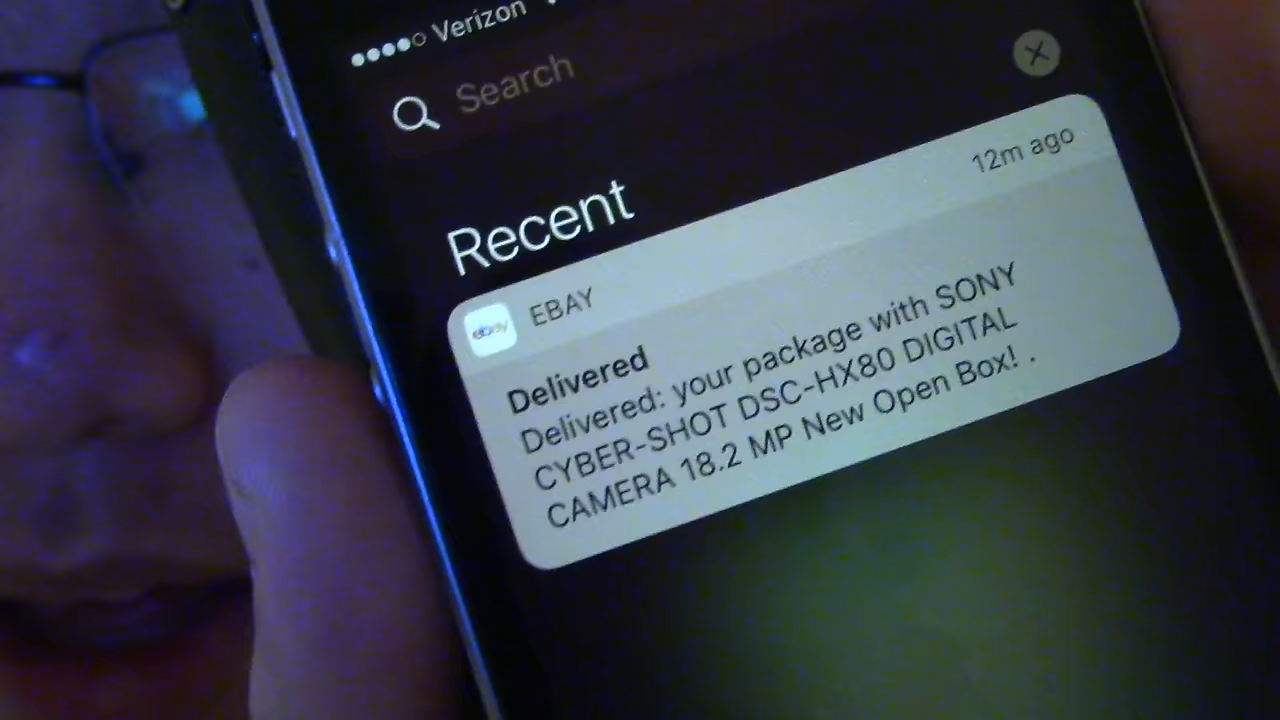 Verizon
Search
Recent
12m ago
ebay EBAY
Delivered
Delivered: your package with SONY
CYBER-SHOT DSC-HX80 DIGITAL
CAMERA 18.2 MP New Open Box! .